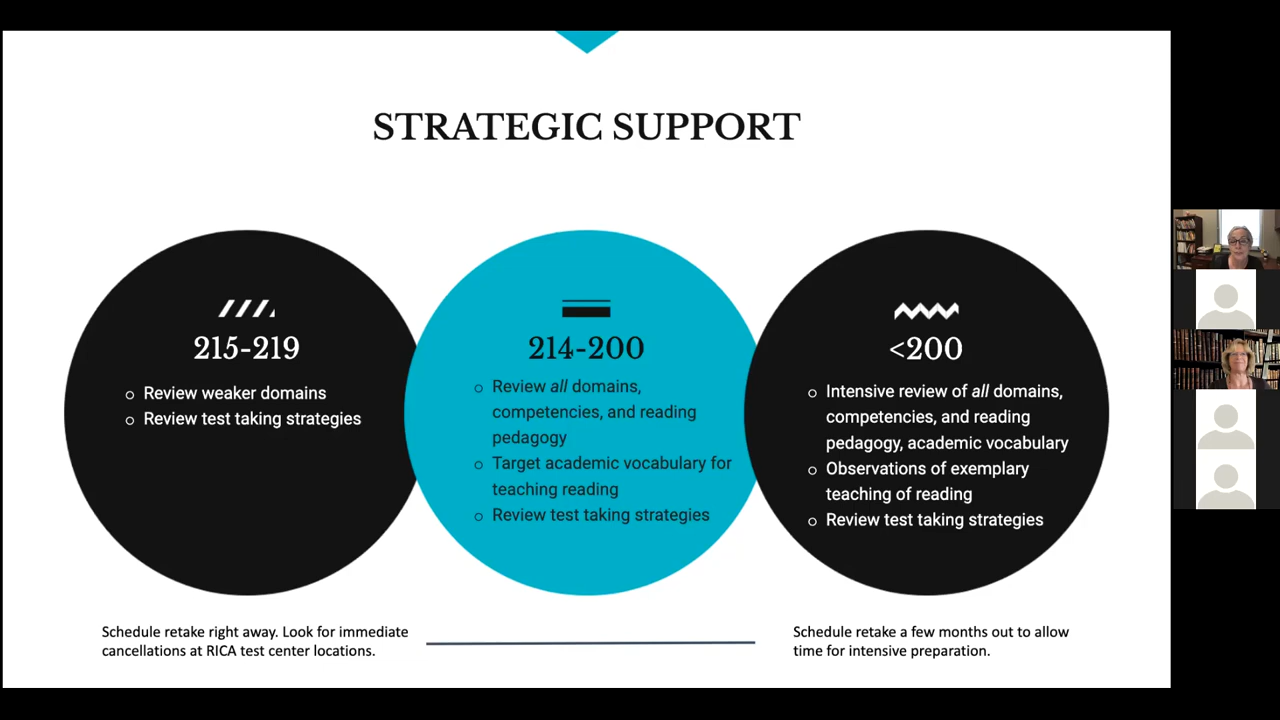 STRATEGIC SUPPORT
215-219
Review weaker domains
Review test taking strategies
214-200
Review all domains,
competencies, and reading
pedagogy
Target academic vocabulary for
teaching reading
Review test taking strategies
<200
Intensive review of all domains,
competencies, and reading
pedagogy, academic vocabulary
Observations of exemplary
teaching of reading
Review test taking strategies
Schedule retake right away. Look for immediate
cancellations at RICA test center locations.
Schedule retake a few months out to allow
time for intensive preparation.